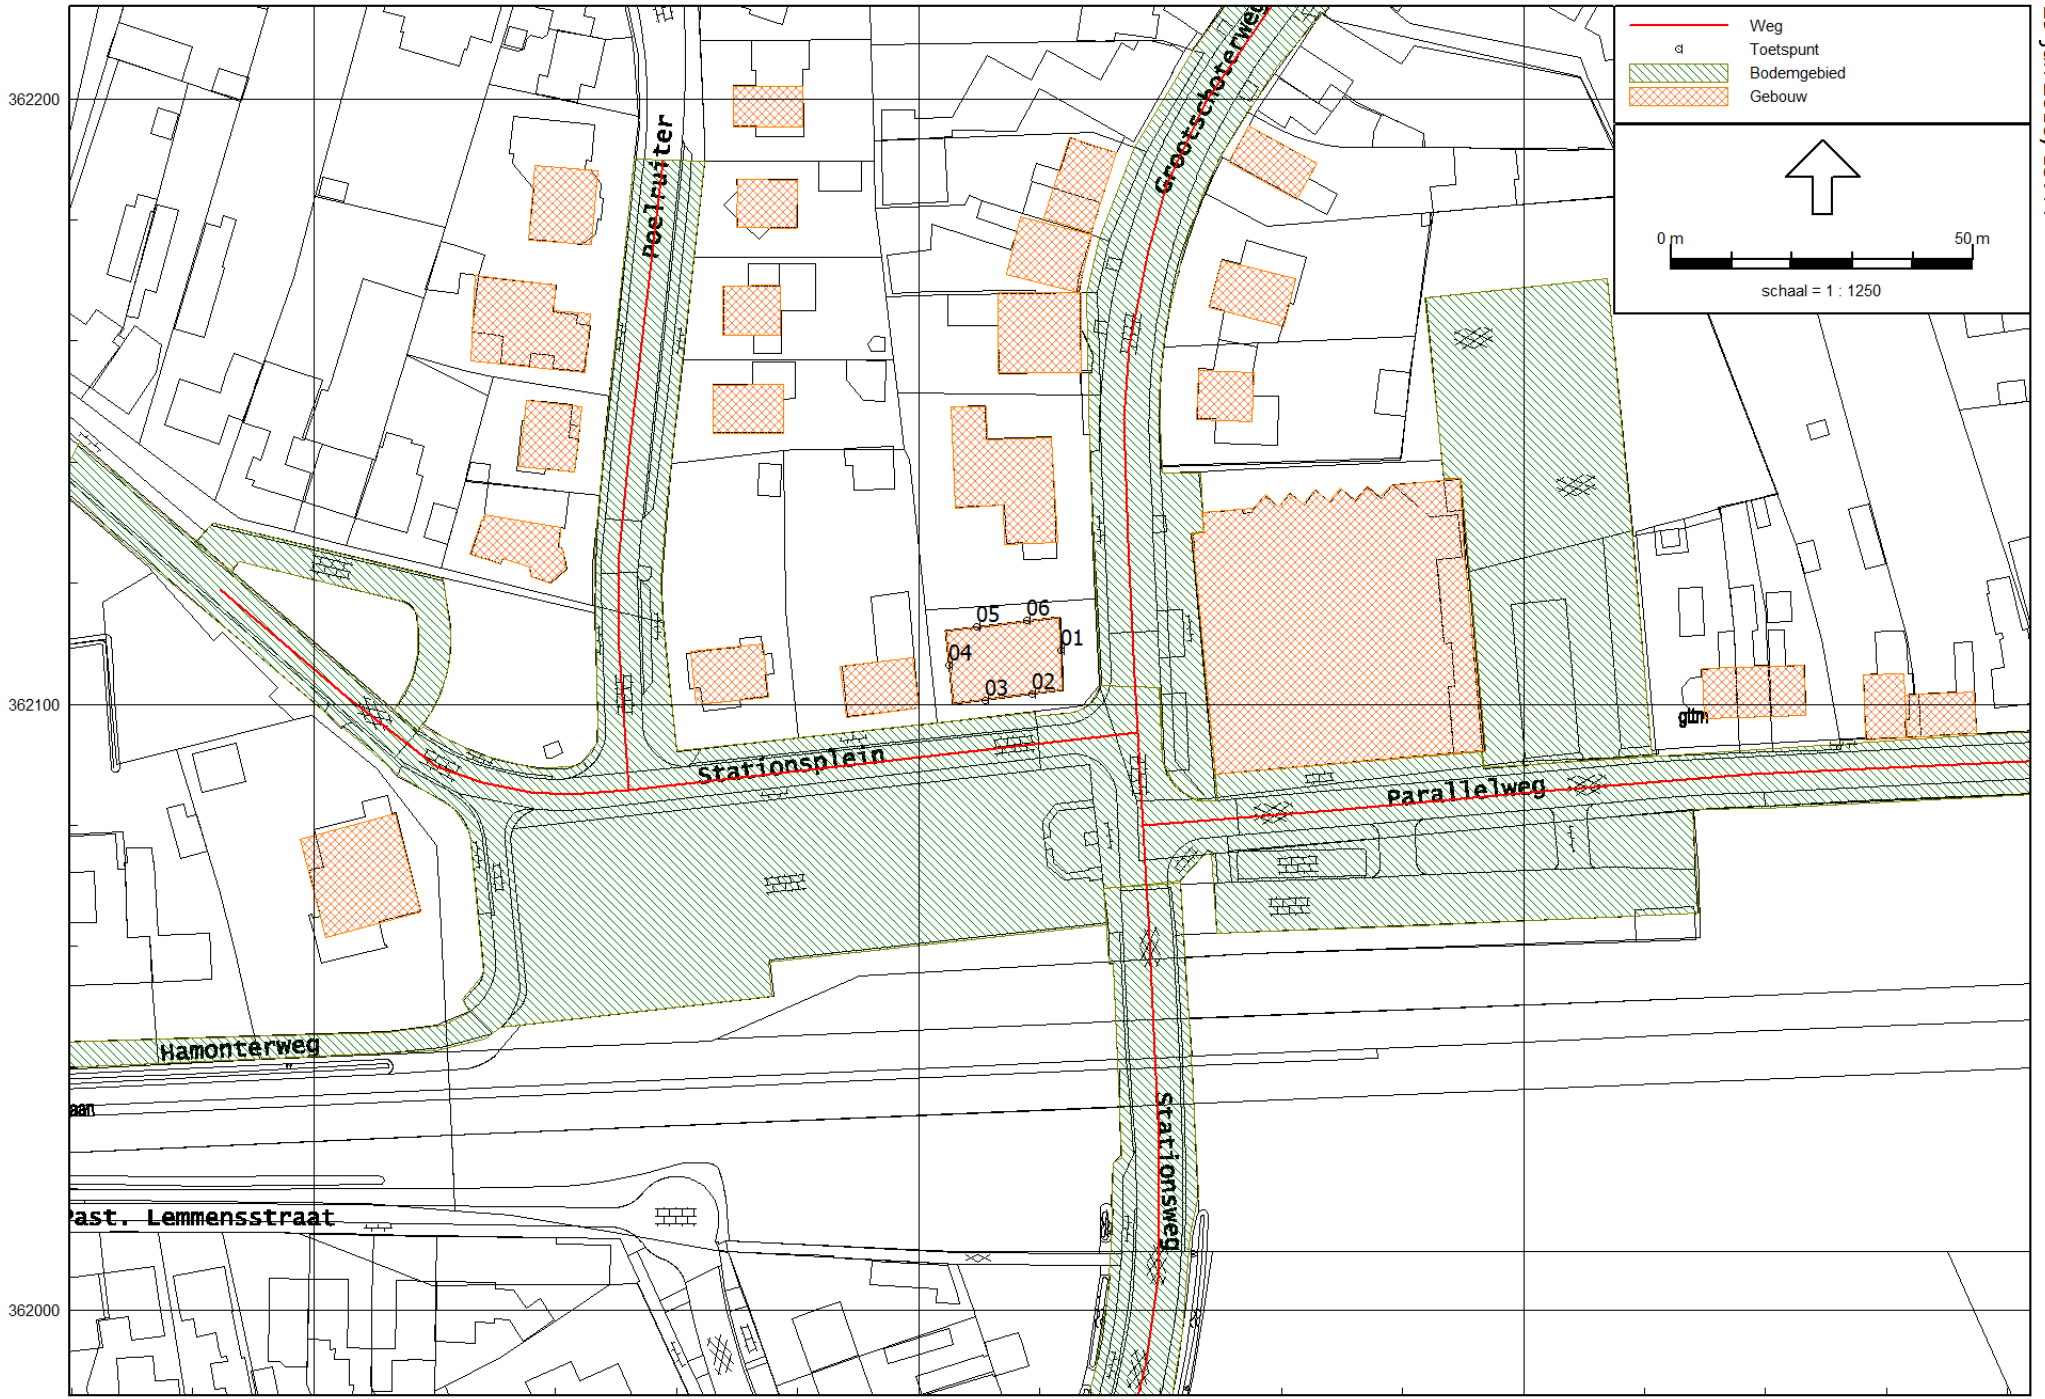 Weg
Toetspunt
Bodemgebied
Gebouw
0 m
50 m
schaal = 1 : 1250
362200
Grootschoterweg
Poelruiter
05
06
01
04
03
02
362100
Stationsplein
Parallelweg
Hamonterweg
Stationsweg
Past. Lemmensstraat
362000